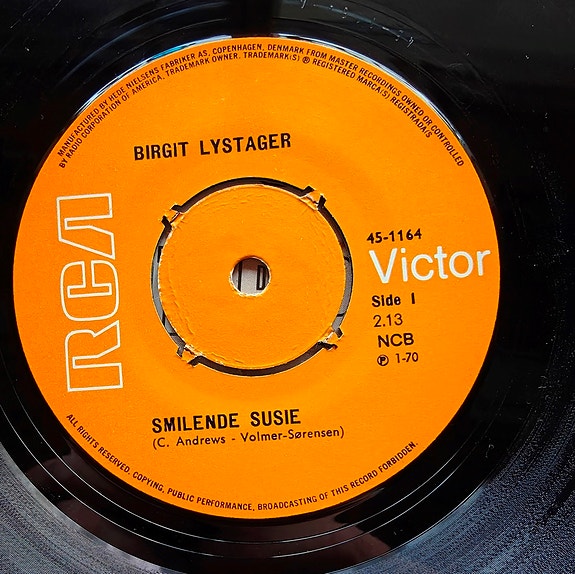 MANUFACTURED BY HEDE NIELSENS FABRIKER AS, COPENHAGEN, DENMARK FROM MASTER RECORDINGS OWNED OR CONTROLLED
BY RADIO CORPORATION OF AMERICA, TRADEMARK OWNER, TRADEMARK(S) ® REGISTERED MARCA(S) REGISTRADA/S
BIRGIT LYSTAGER
RCA
45-1164
Victor
Side I
2.13
NCB
℗ 1-70
SMILENDE SUSIE
(C. Andrews - Volmer-Sørensen)
ALL RIGHTS RESERVED, COPYING, PUBLIC PERFORMANCE, BROADCASTING OF THIS RECORD FORBIDDEN.